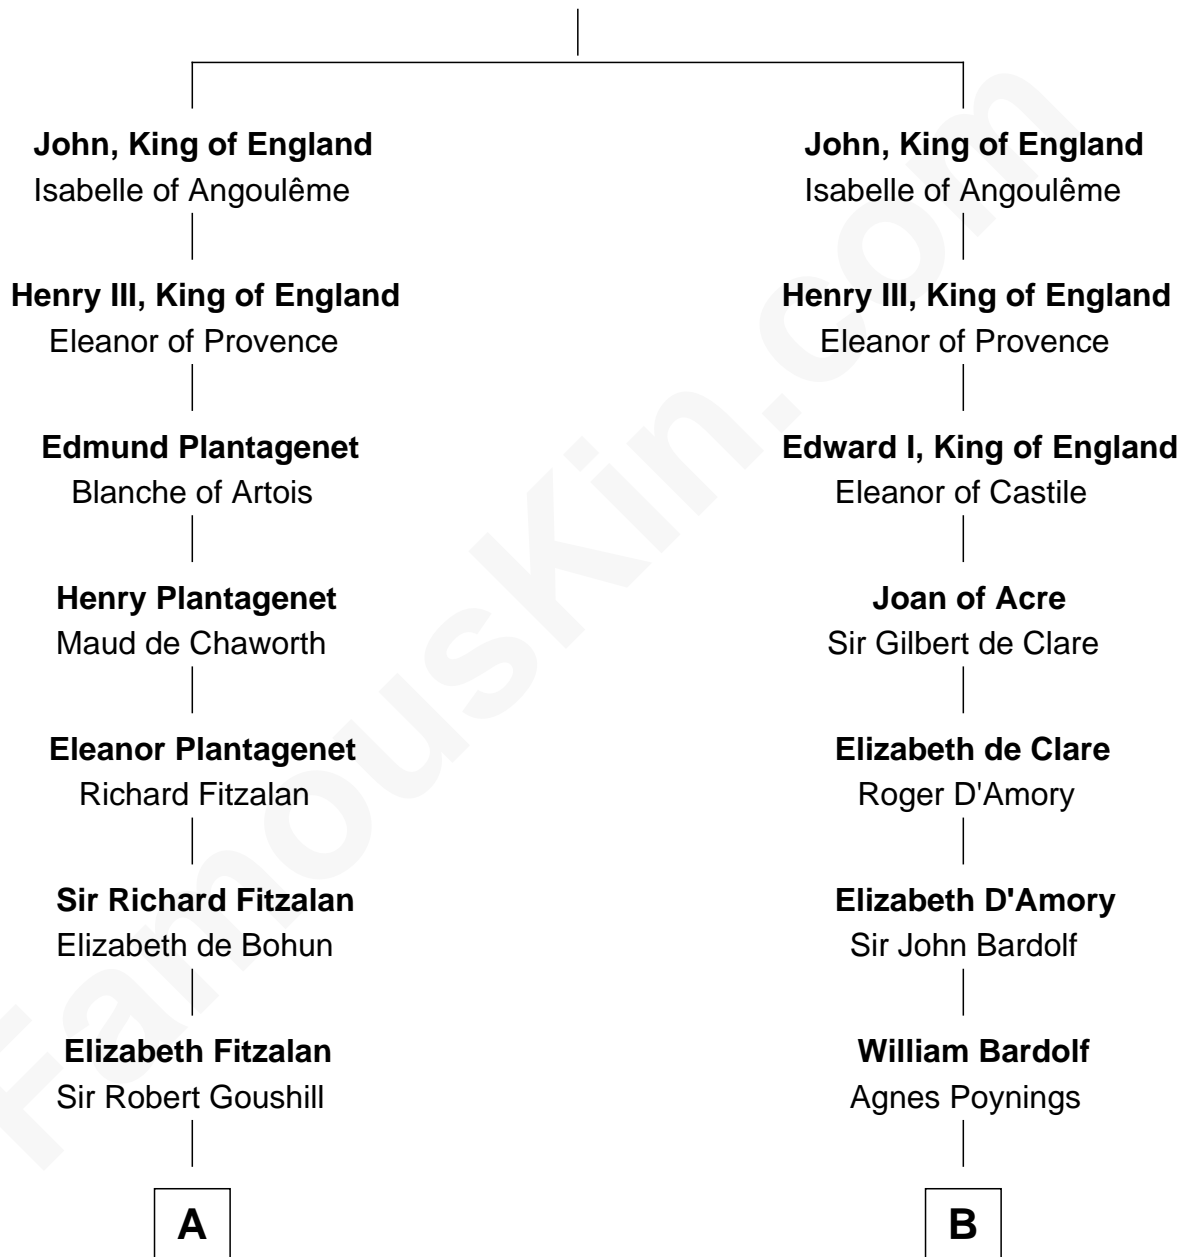 John, King of England
Isabelle of Angoulême
Henry III, King of England
Eleanor of Provence
Edmund Plantagenet
Blanche of Artois
Henry Plantagenet
Maud de Chaworth
Eleanor Plantagenet
Richard Fitzalan
Sir Richard Fitzalan
Elizabeth de Bohun
Elizabeth Fitzalan
Sir Robert Goushill
A
John, King of England
Isabelle of Angoulême
Henry III, King of England
Eleanor of Provence
Edward I, King of England
Eleanor of Castile
Joan of Acre
Sir Gilbert de Clare
Elizabeth de Clare
Roger D'Amory
Elizabeth D'Amory
Sir John Bardolf
William Bardolf
Agnes Poynings
B
FamousKin.com